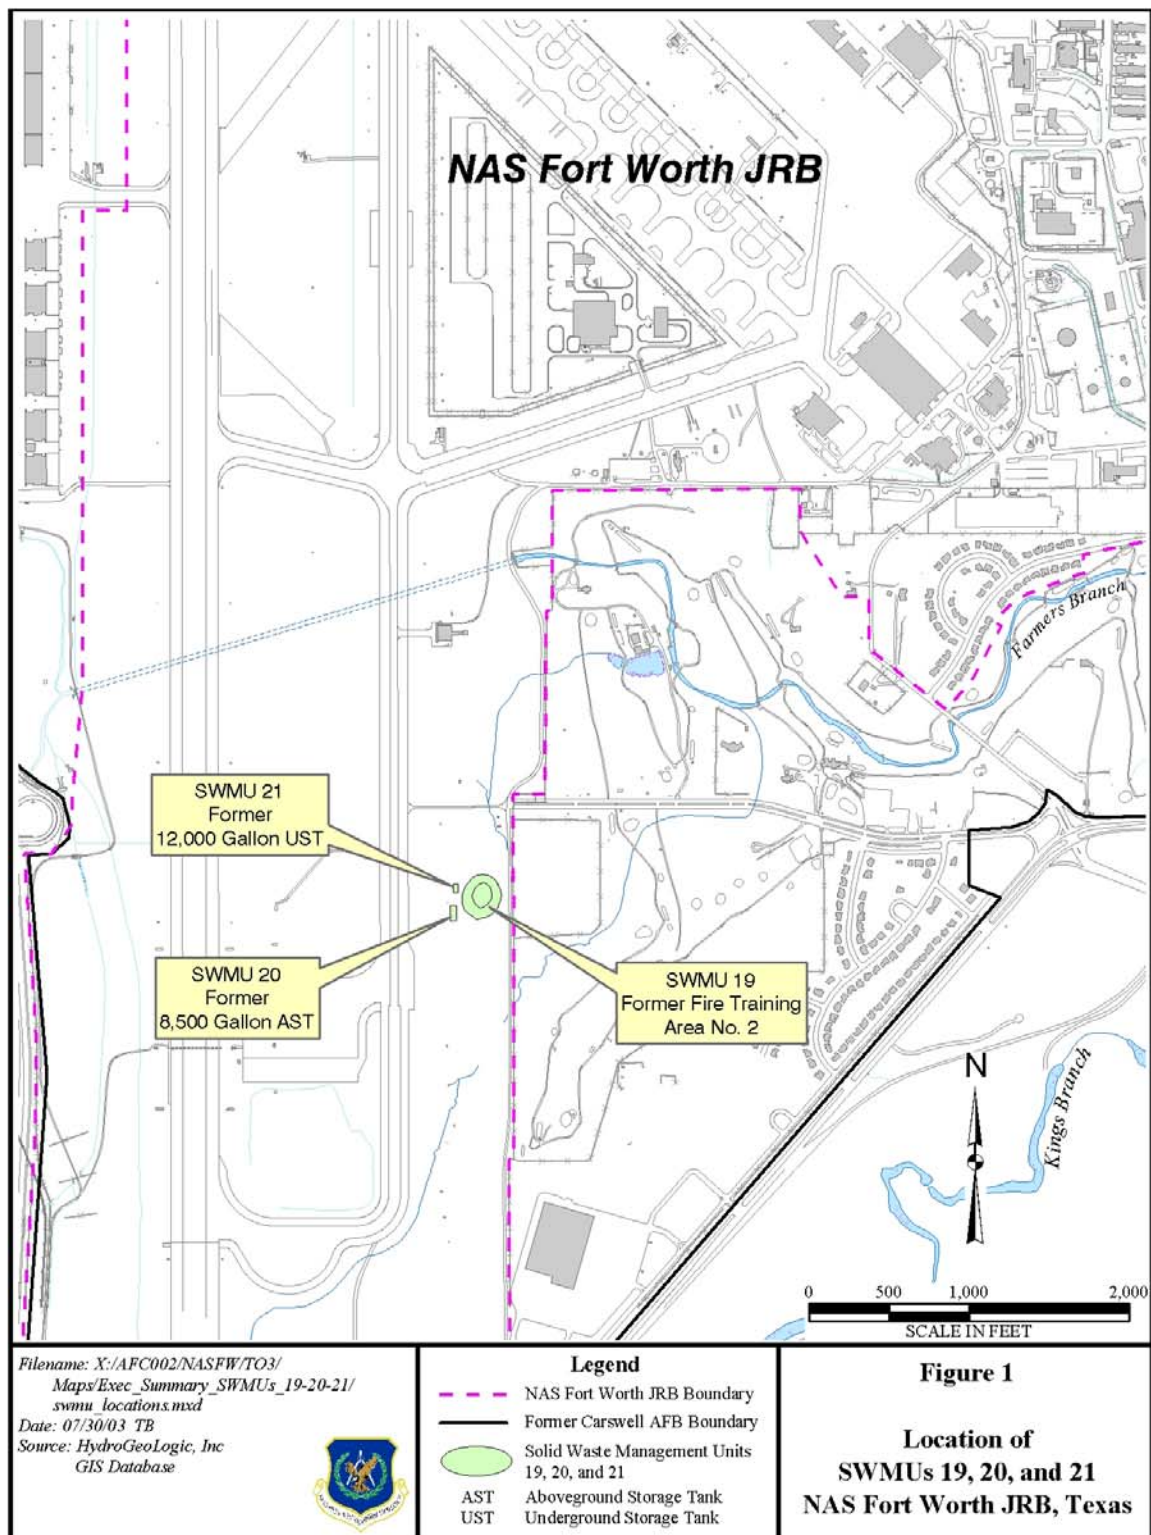 NAS Fort Worth JRB
Farmers Branch
SWMU 21
Former
12,000 Gallon UST
SWMU 20
Former
8,500 Gallon AST
SWMU 19
Former Fire Training
Area No. 2
N
Kings Branch
0 500 1,000 2,000
SCALE IN FEET
Filename: X:/AFC002/NASFW/TO3/
Maps/Exec_Summary_SWMUs_19-20-21/
swmu_locations.mxd
Date: 07/30/03 TB
Source: HydroGeoLogic, Inc
GIS Database
Legend
NAS Fort Worth JRB Boundary
Former Carswell AFB Boundary
Solid Waste Management Units
19, 20, and 21
AST Aboveground Storage Tank
UST Underground Storage Tank
Figure 1
Location of
SWMUs 19, 20, and 21
NAS Fort Worth JRB, Texas